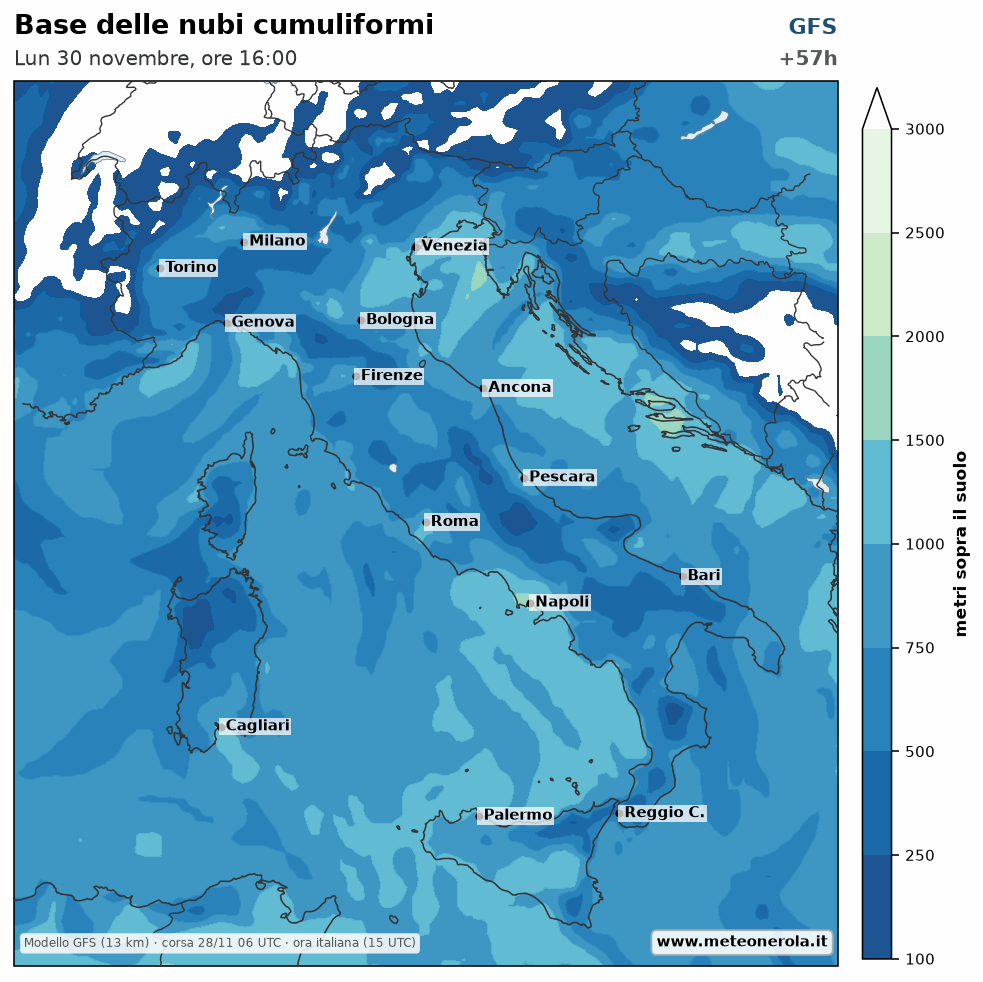 Base delle nubi cumuliformi
GFS
Lun 30 novembre, ore 16:00
+57h
Milano
Venezia
Torino
Genova
Bologna
Firenze
Ancona
Pescara
Roma
Bari
Napoli
Cagliari
Palermo
Reggio C.
3000
2500
2000
1500
1000
750
500
250
100
metri sopra il suolo
Modello GFS (13 km) · corsa 28/11 06 UTC · ora italiana (15 UTC)
www.meteonerola.it